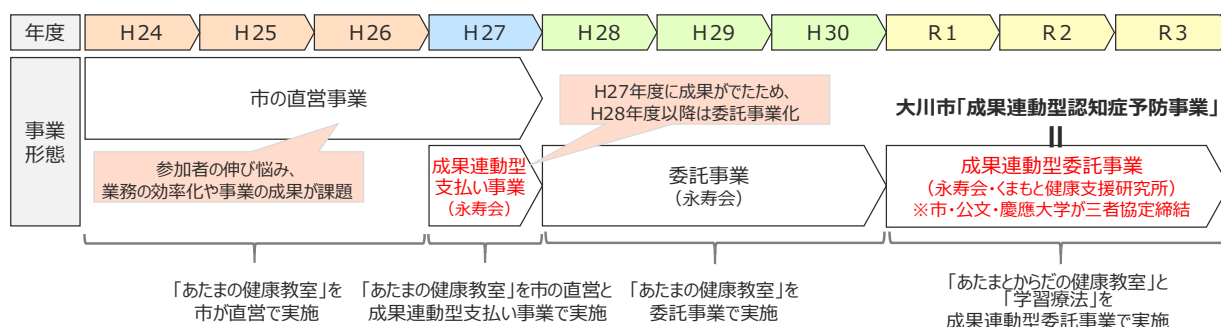 年度
H24
H25
H26
H27
H28
H29
H30
R1
R2
R3
事業
形態
市の直営事業
参加者の伸び悩み、
業務の効率化や事業の成果が課題
H27年度に成果がでたため、
H28年度以降は委託事業化
成果連動型
支払い事業
(永寿会)
委託事業
(永寿会)
大川市「成果連動型認知症予防事業」
=
成果連動型委託事業
(永寿会・くまもと健康支援研究所)
※市・公文・慶應大学が三者協定締結
「あたまの健康教室」を
市が直営で実施
「あたまの健康教室」を市の直営と
成果連動型支払い事業で実施
「あたまの健康教室」を
委託事業で実施
「あたまとからだの健康教室」と
「学習療法」を
成果連動型委託事業で実施